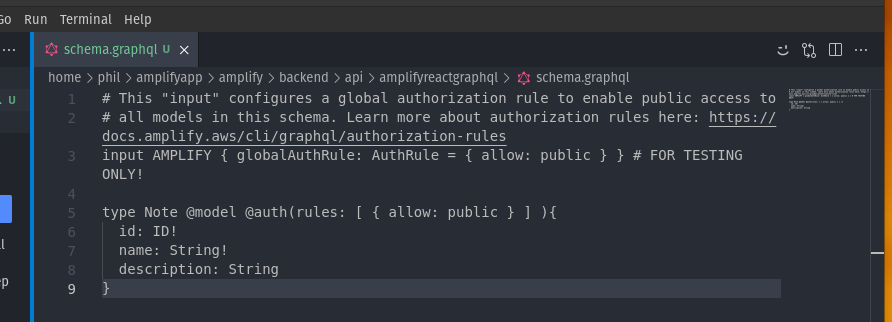 Go Run Terminal Help
schema.graphql U
home > phil > amplifyapp > amplify > backend > api > amplifyreactgraphql > schema.graphql
U
1 # This "input" configures a global authorization rule to enable public access to
2 # all models in this schema. Learn more about authorization rules here: https://
docs.amplify.aws/cli/graphql/authorization-rules
3 input AMPLIFY { globalAuthRule: AuthRule = { allow: public } } # FOR TESTING
ONLY!
4
5 type Note @model @auth(rules: [ { allow: public } ] ){
6 id: ID!
7 name: String!
8 description: String
9 }